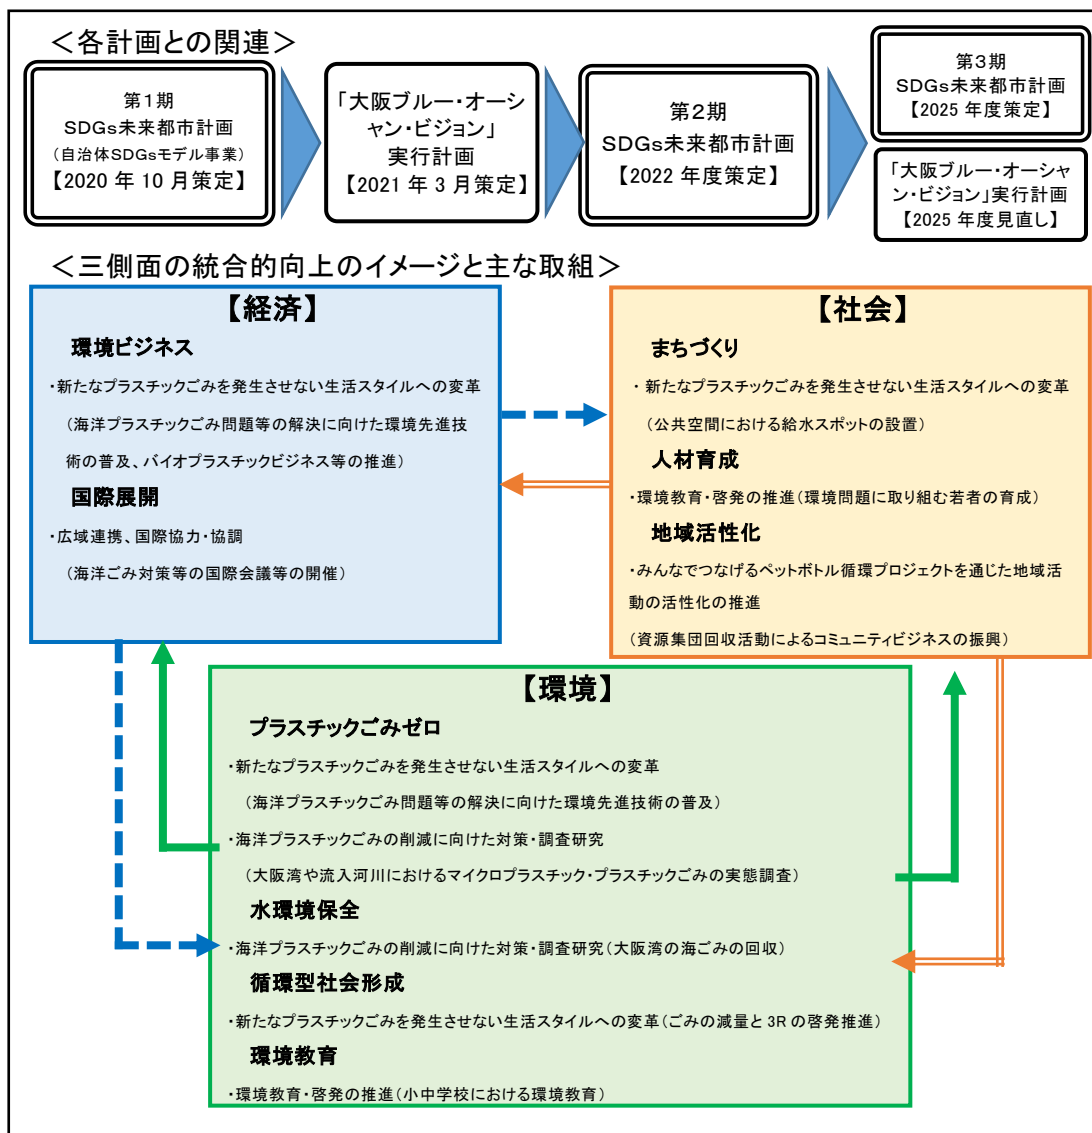 ＜各計画との関連＞
第１期
SDGs未来都市計画
（自治体SDGsモデル事業）
【2020 年 10 月策定】
「大阪ブルー・オーシ
ャン・ビジョン」
実行計画
【2021 年 3 月策定】
第２期
SDGs未来都市計画
【2022 年度策定】
第３期
SDGs未来都市計画
【2025 年度策定】
「大阪ブルー・オーシャ
ン・ビジョン」実行計画
【2025 年度見直し】
＜三側面の統合的向上のイメージと主な取組＞
【経済】
環境ビジネス
・新たなプラスチックごみを発生させない生活スタイルへの変革
（海洋プラスチックごみ問題等の解決に向けた環境先進技
術の普及、バイオプラスチックビジネス等の推進）
国際展開
・広域連携、国際協力・協調
（海洋ごみ対策等の国際会議等の開催）
【社会】
まちづくり
・ 新たなプラスチックごみを発生させない生活スタイルへの変革
（公共空間における給水スポットの設置）
人材育成
・環境教育・啓発の推進（環境問題に取り組む若者の育成）
地域活性化
・みんなでつなげるペットボトル循環プロジェクトを通じた地域活
動の活性化の推進
（資源集団回収活動によるコミュニティビジネスの振興）
【環境】
プラスチックごみゼロ
・新たなプラスチックごみを発生させない生活スタイルへの変革
（海洋プラスチックごみ問題等の解決に向けた環境先進技術の普及）
・海洋プラスチックごみの削減に向けた対策・調査研究
（大阪湾や流入河川におけるマイクロプラスチック・プラスチックごみの実態調査）
水環境保全
・海洋プラスチックごみの削減に向けた対策・調査研究（大阪湾の海ごみの回収）
循環型社会形成
・新たなプラスチックごみを発生させない生活スタイルへの変革（ごみの減量と 3R の啓発推進）
環境教育
・環境教育・啓発の推進（小中学校における環境教育）